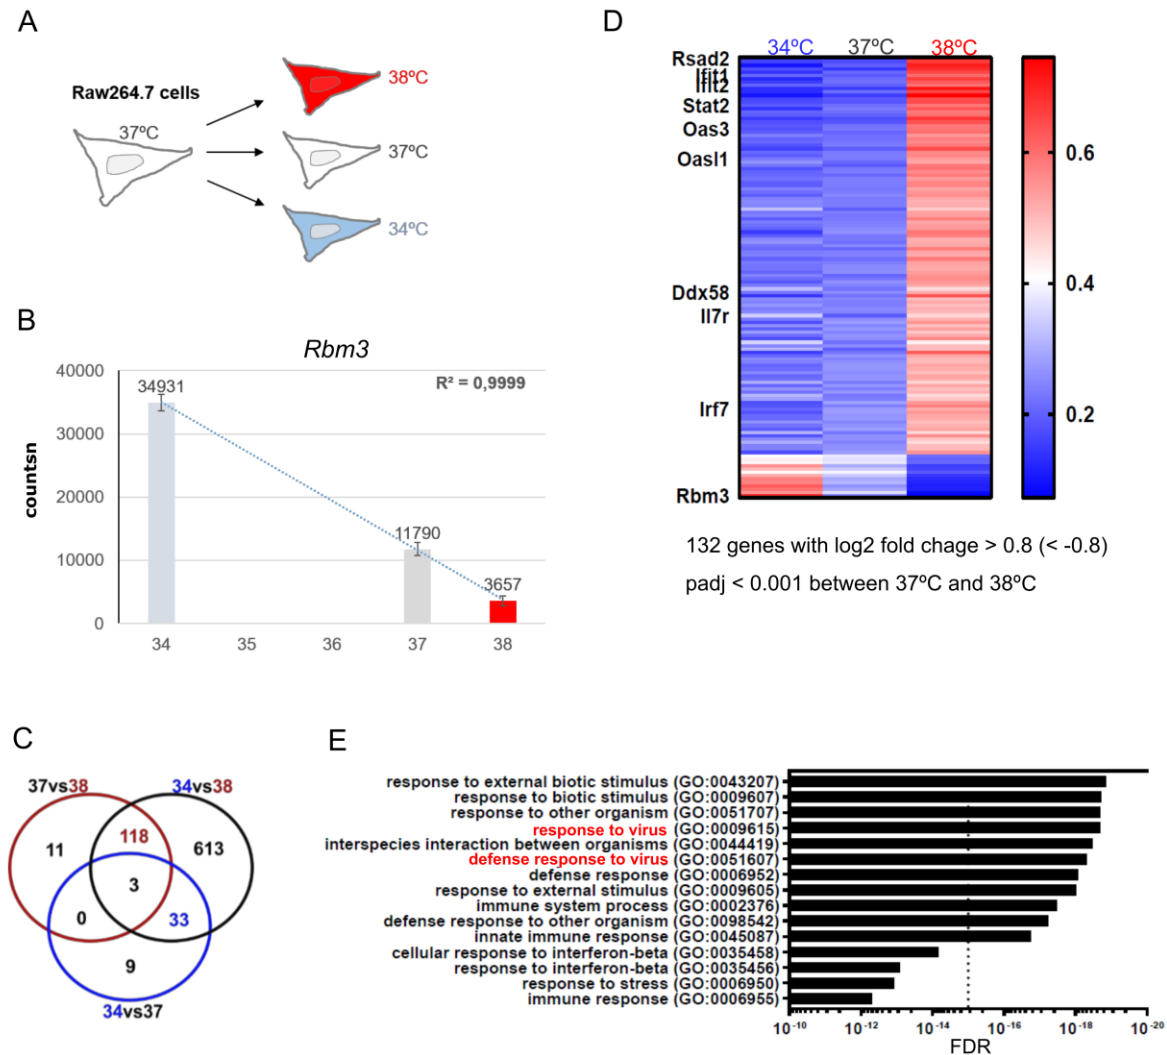 A
Raw264.7 cells
37ºC
38ºC
37ºC
34ºC
B
Rbm3
R² = 0,9999
countsn
40000
30000
20000
10000
0
34931
11790
3657
34 35 36 37 38
C
37vs38
34vs38
11
118
613
3
0
33
9
34vs37
D
34ºC 37ºC 38ºC
Rsad2
Ifit1
Ifit2
Stat2
Oas3
Oasl1
Ddx58
Il7r
Irf7
Rbm3
0.6
0.4
0.2
132 genes with log2 fold chage > 0.8 (< -0.8)
padj < 0.001 between 37ºC and 38ºC
E
response to external biotic stimulus (GO:0043207)
response to biotic stimulus (GO:0009607)
response to other organism (GO:0051707)
response to virus (GO:0009615)
interspecies interaction between organisms (GO:0044419)
defense response to virus (GO:0051607)
defense response (GO:0006952)
response to external stimulus (GO:0009605)
immune system process (GO:0002376)
defense response to other organism (GO:0098542)
innate immune response (GO:0045087)
cellular response to interferon-beta (GO:0035458)
response to interferon-beta (GO:0035456)
response to stress (GO:0006950)
immune response (GO:0006955)
10-10 10-12 10-14 10-16 10-18 10-20
FDR